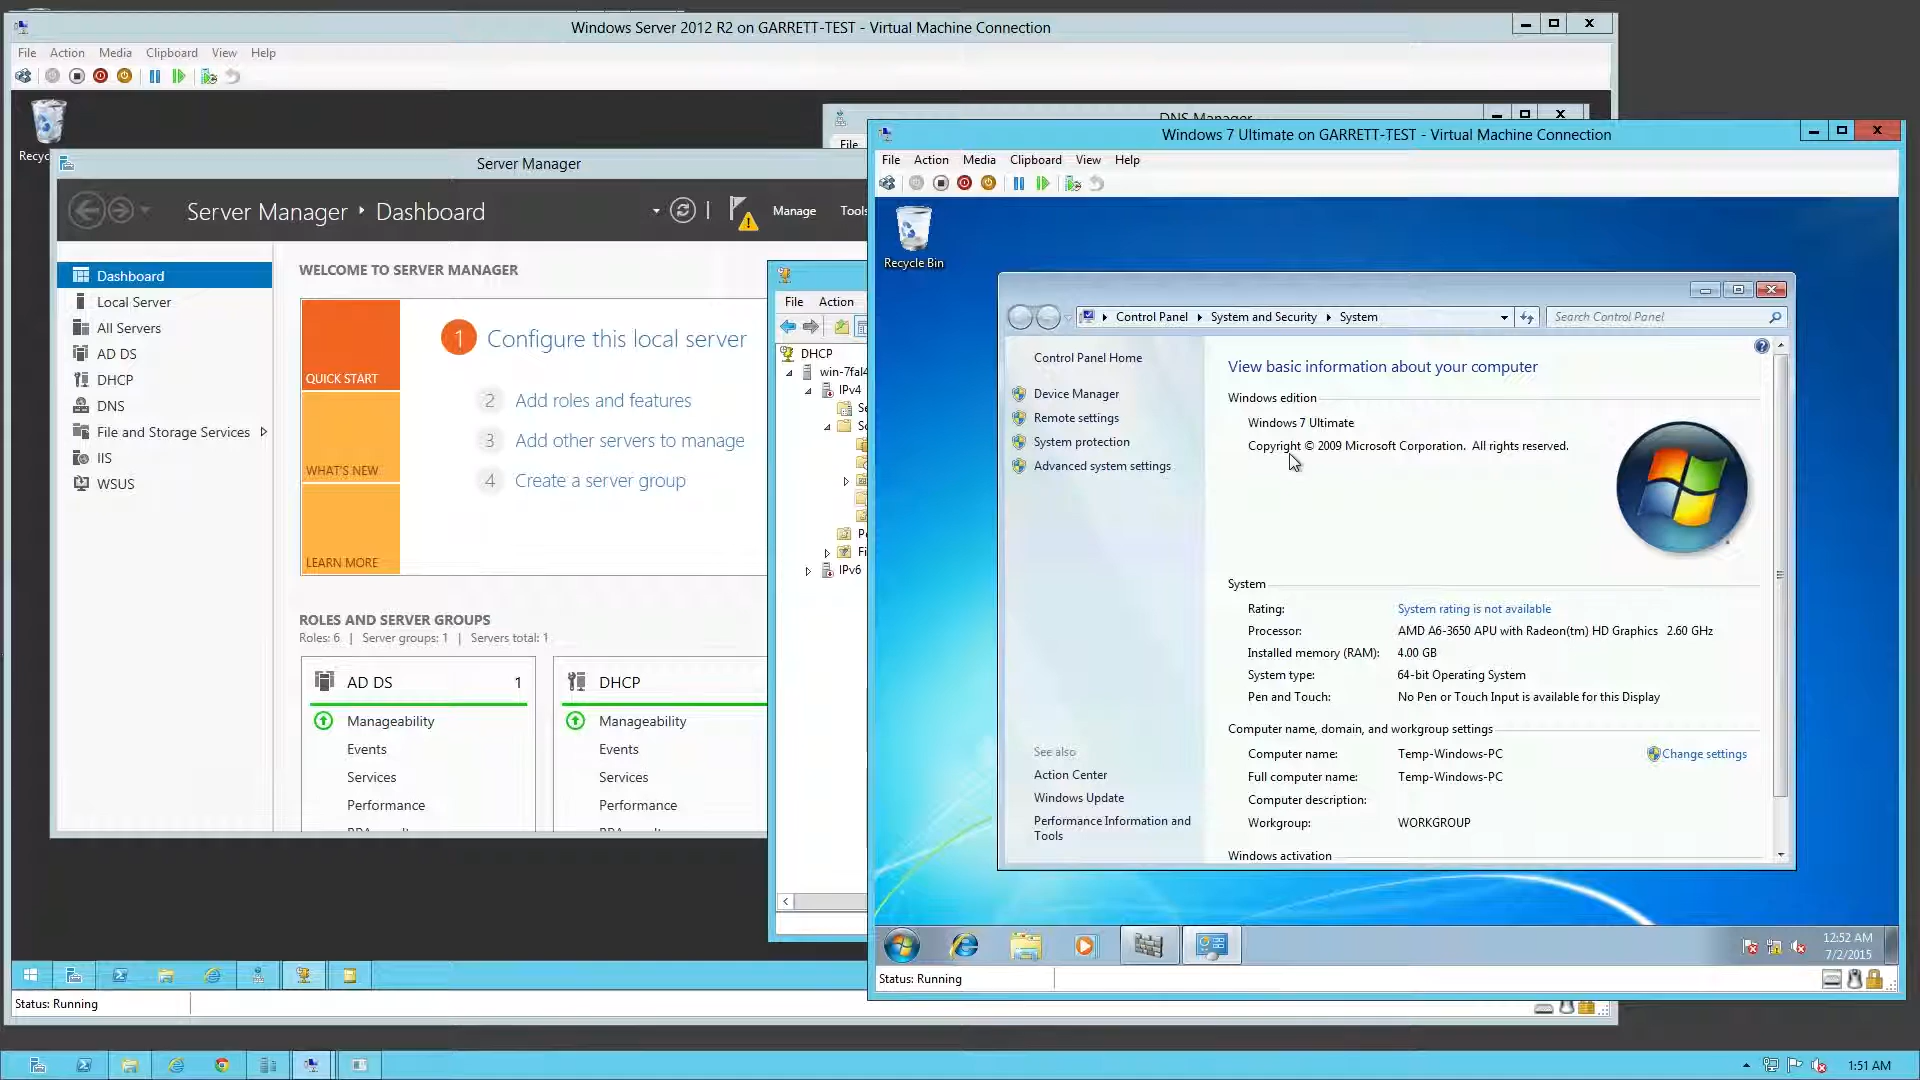 Windows Server 2012 R2 on GARRETT-TEST - Virtual Machine Connection
File Action Media Clipboard View Help
Recyc
Server Manager
Server Manager ‣ Dashboard
Manage
Tools
Dashboard
Local Server
All Servers
AD DS
DHCP
DNS
File and Storage Services
IIS
WSUS
WELCOME TO SERVER MANAGER
QUICK START
WHAT'S NEW
LEARN MORE
1 Configure this local server
2 Add roles and features
3 Add other servers to manage
4 Create a server group
ROLES AND SERVER GROUPS
Roles: 6 | Server groups: 1 | Servers total: 1
AD DS 1
Manageability
Events
Services
Performance
DHCP
Manageability
Events
Services
Performance
DNS Manager
File
File Action
DHCP
win-7fal4
IPv4
Se
Sc
Po
Fi
IPv6
Status: Running
Windows 7 Ultimate on GARRETT-TEST - Virtual Machine Connection
File Action Media Clipboard View Help
Recycle Bin
Control Panel ▸ System and Security ▸ System
Search Control Panel
Control Panel Home
Device Manager
Remote settings
System protection
Advanced system settings
See also
Action Center
Windows Update
Performance Information and
Tools
View basic information about your computer
Windows edition
Windows 7 Ultimate
Copyright © 2009 Microsoft Corporation. All rights reserved.
System
Rating: System rating is not available
Processor: AMD A6-3650 APU with Radeon(tm) HD Graphics 2.60 GHz
Installed memory (RAM): 4.00 GB
System type: 64-bit Operating System
Pen and Touch: No Pen or Touch Input is available for this Display
Computer name, domain, and workgroup settings
Computer name: Temp-Windows-PC
Change settings
Full computer name: Temp-Windows-PC
Computer description:
Workgroup: WORKGROUP
Windows activation
12:52 AM
7/2/2015
Status: Running
1:51 AM